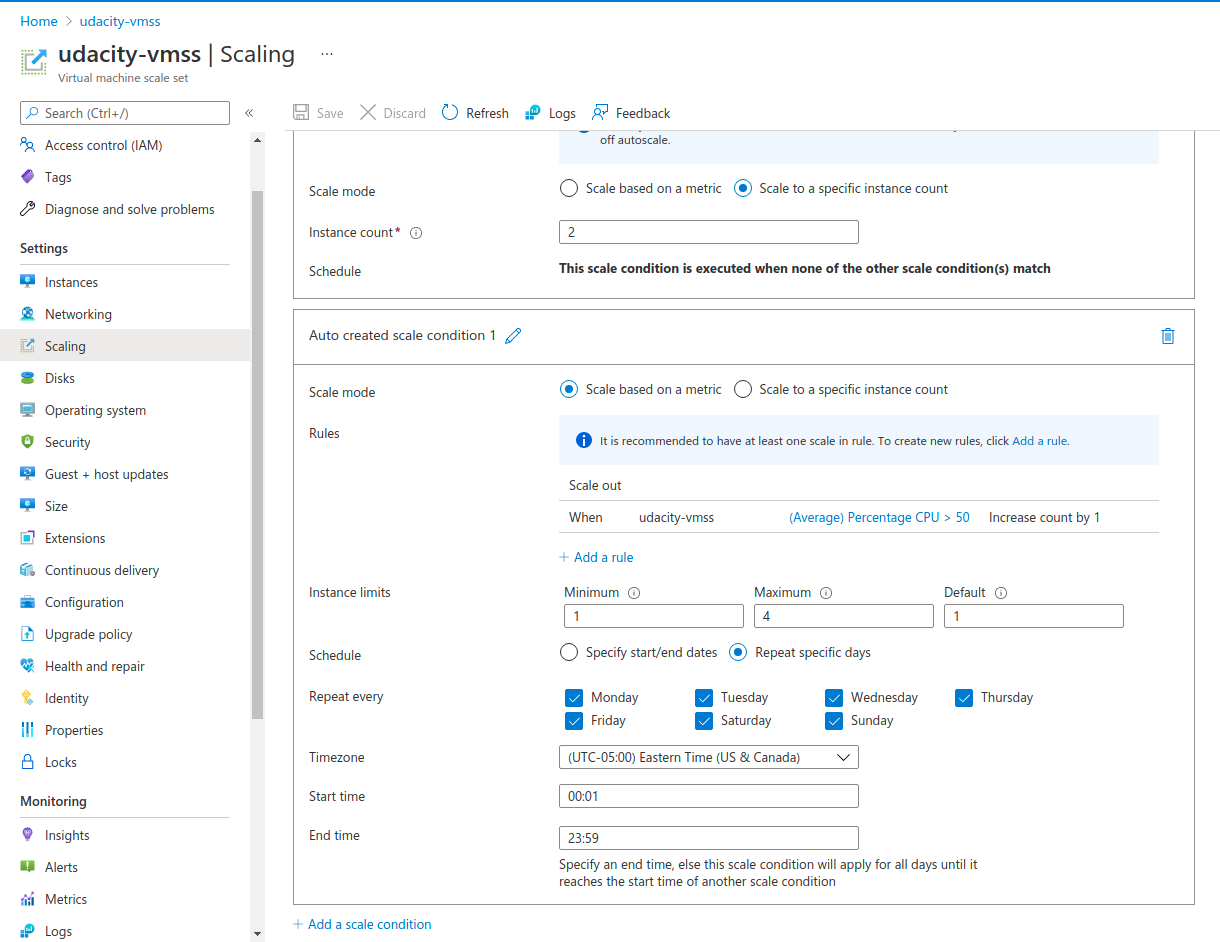 Home > udacity-vmss
udacity-vmss | Scaling ...
Virtual machine scale set
Search (Ctrl+/) «
Save Discard Refresh Logs Feedback
Access control (IAM)
Tags
Diagnose and solve problems
Settings
Instances
Networking
Scaling
Disks
Operating system
Security
Guest + host updates
Size
Extensions
Continuous delivery
Configuration
Upgrade policy
Health and repair
Identity
Properties
Locks
Monitoring
Insights
Alerts
Metrics
Logs
off autoscale.
Scale mode Scale based on a metric Scale to a specific instance count
Instance count* 2
Schedule This scale condition is executed when none of the other scale condition(s) match
Auto created scale condition 1
Scale mode Scale based on a metric Scale to a specific instance count
Rules It is recommended to have at least one scale in rule. To create new rules, click Add a rule.
Scale out
When udacity-vmss (Average) Percentage CPU > 50 Increase count by 1
+ Add a rule
Instance limits Minimum Maximum Default
1 4 1
Schedule Specify start/end dates Repeat specific days
Repeat every Monday Tuesday Wednesday Thursday
Friday Saturday Sunday
Timezone (UTC-05:00) Eastern Time (US & Canada)
Start time 00:01
End time 23:59
Specify an end time, else this scale condition will apply for all days until it
reaches the start time of another scale condition
+ Add a scale condition